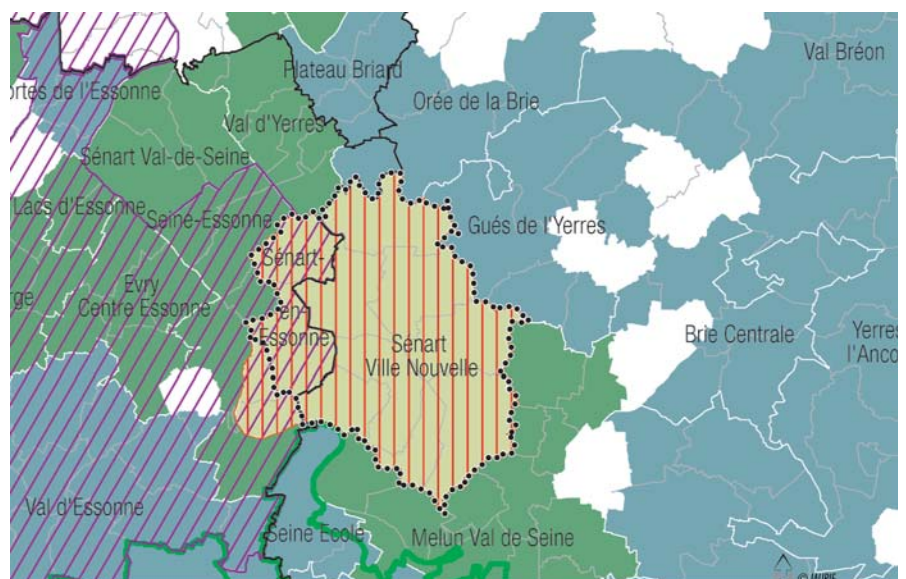 Val Bréon
Plateau Briard
ortes de l'Essonne
Orée de la Brie
Val d'Yerres
Sénart Val-de-Seine
Lacs d'Essonne
Seine-Essonne
Gués de l'Yerres
Sénart-
Evry
Centre Essonne
rge
en-
Essonne
Sénart
Ville Nouvelle
Brie Centrale
Yerres
l'Anco
Val d'Essonne
Seine Ecole
Melun Val de Seine
© IAURIF